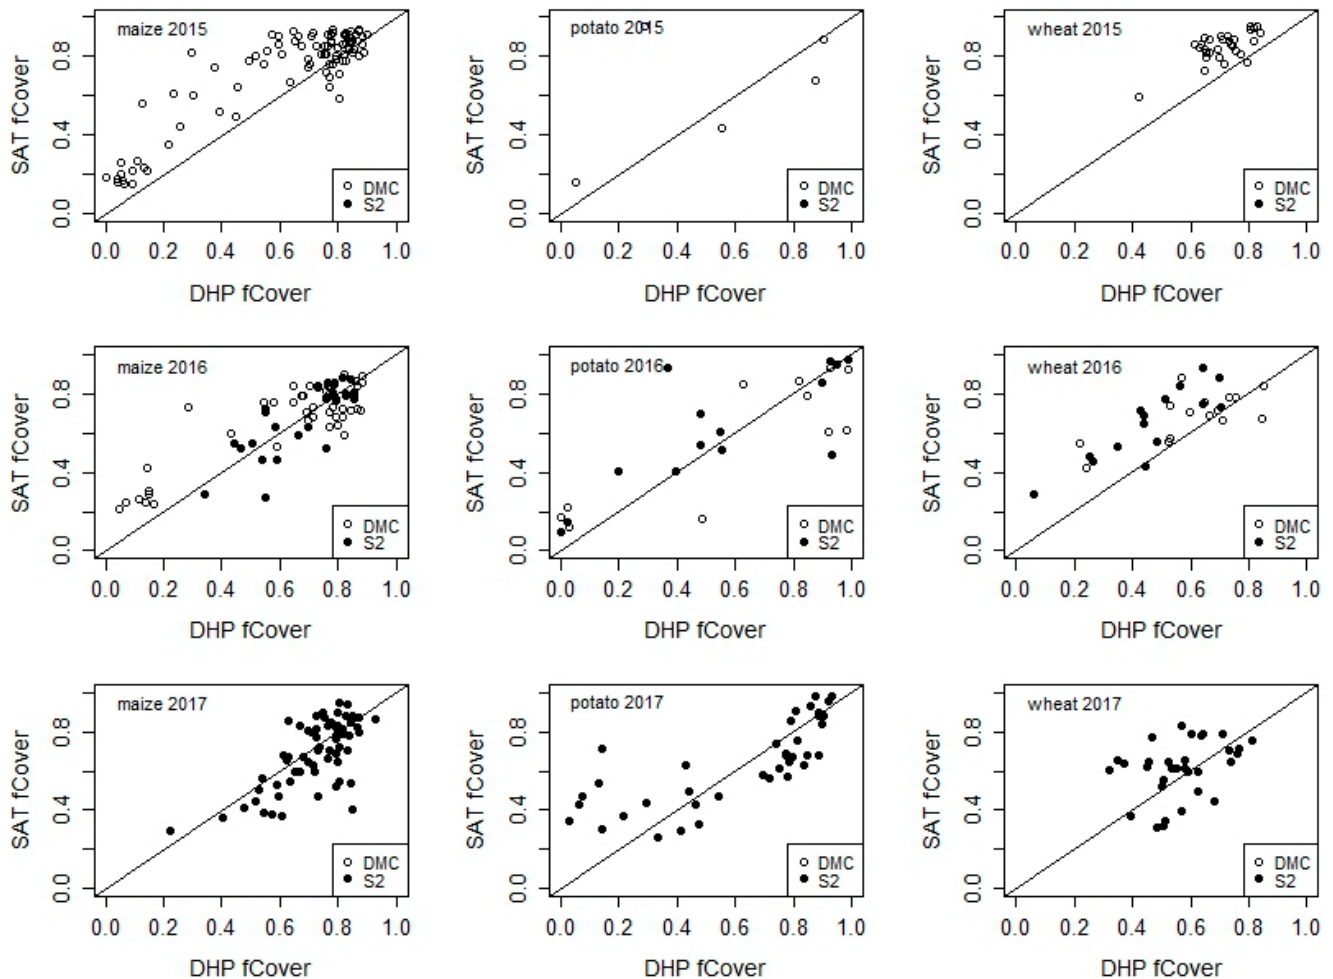 maize 2015
SAT fCover
0.0 0.4 0.8
DMC
S2
0.0 0.2 0.4 0.6 0.8 1.0
DHP fCover
potato 2015
SAT fCover
0.0 0.4 0.8
DMC
S2
0.0 0.2 0.4 0.6 0.8 1.0
DHP fCover
wheat 2015
SAT fCover
0.0 0.4 0.8
DMC
S2
0.0 0.2 0.4 0.6 0.8 1.0
DHP fCover
maize 2016
SAT fCover
0.0 0.4 0.8
DMC
S2
0.0 0.2 0.4 0.6 0.8 1.0
DHP fCover
potato 2016
SAT fCover
0.0 0.4 0.8
DMC
S2
0.0 0.2 0.4 0.6 0.8 1.0
DHP fCover
wheat 2016
SAT fCover
0.0 0.4 0.8
DMC
S2
0.0 0.2 0.4 0.6 0.8 1.0
DHP fCover
maize 2017
SAT fCover
0.0 0.4 0.8
DMC
S2
0.0 0.2 0.4 0.6 0.8 1.0
DHP fCover
potato 2017
SAT fCover
0.0 0.4 0.8
DMC
S2
0.0 0.2 0.4 0.6 0.8 1.0
DHP fCover
wheat 2017
SAT fCover
0.0 0.4 0.8
DMC
S2
0.0 0.2 0.4 0.6 0.8 1.0
DHP fCover